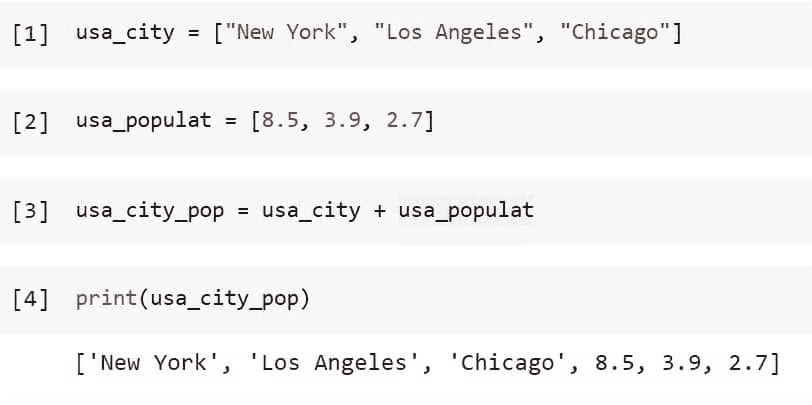 [1] usa_city = ["New York", "Los Angeles", "Chicago"]
[2] usa_populat = [8.5, 3.9, 2.7]
[3] usa_city_pop = usa_city + usa_populat
[4] print(usa_city_pop)
['New York', 'Los Angeles', 'Chicago', 8.5, 3.9, 2.7]